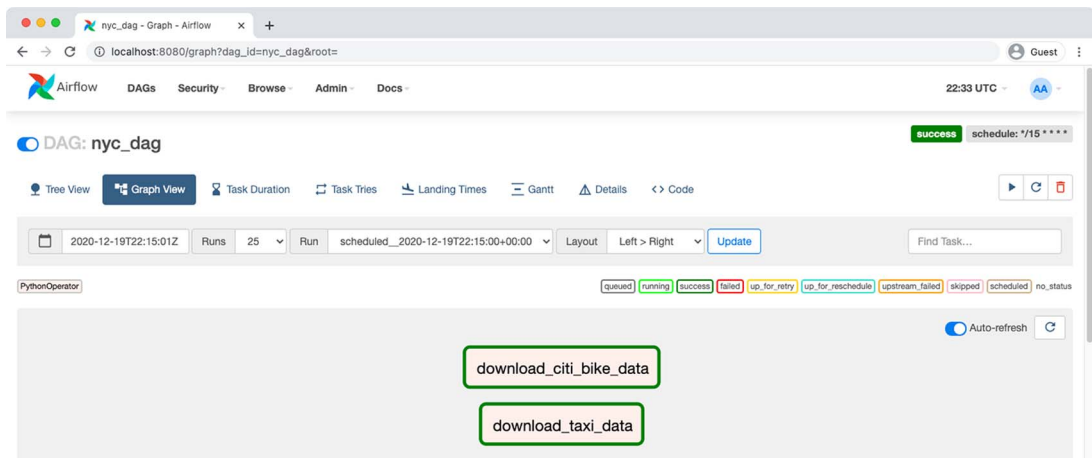 nyc_dag - Graph - Airflow × +
localhost:8080/graph?dag_id=nyc_dag&root= Guest
Airflow DAGs Security Browse Admin Docs 22:33 UTC AA
DAG: nyc_dag success schedule: */15 * * * *
Tree View Graph View Task Duration Task Tries Landing Times Gantt Details <> Code
2020-12-19T22:15:01Z Runs 25 Run scheduled__2020-12-19T22:15:00+00:00 Layout Left > Right Update Find Task...
PythonOperator queued running success failed up_for_retry up_for_reschedule upstream_failed skipped scheduled no_status
Auto-refresh
download_citi_bike_data
download_taxi_data